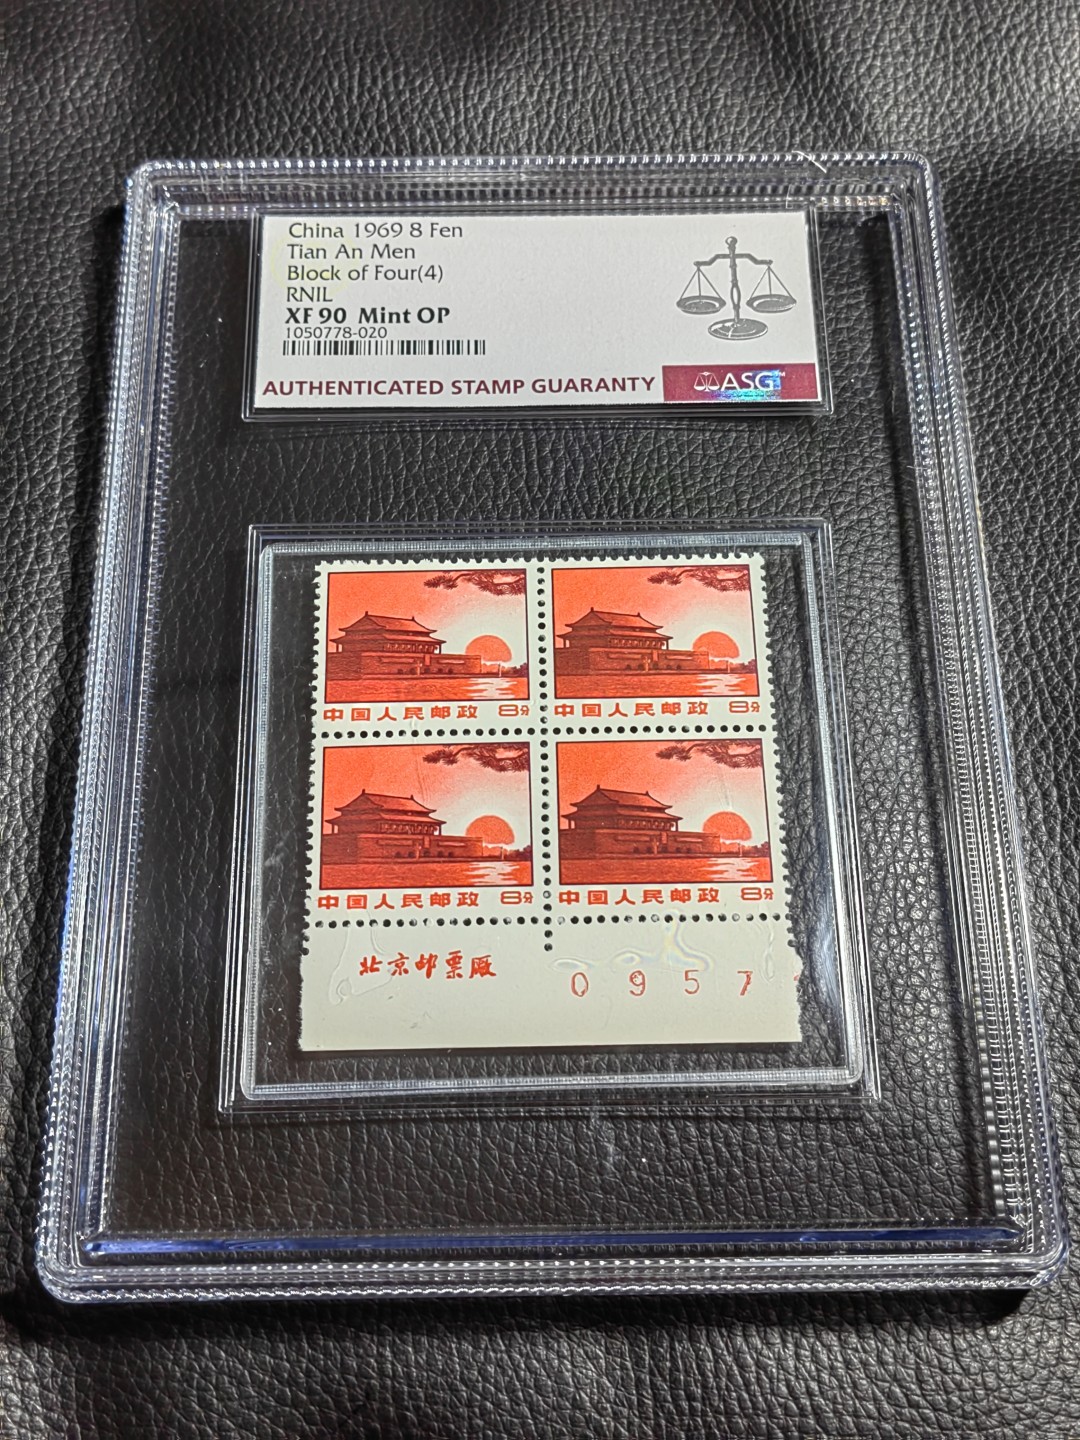 China 1969 8 Fen
Tian An Men
Block of Four(4)
RNIL
XF 90 Mint OP
1050778-020
AUTHENTICATED STAMP GUARANTY ASG™
中国人民邮政 8分 中国人民邮政 8分
中国人民邮政 8分 中国人民邮政 8分
北京邮票厂 0957